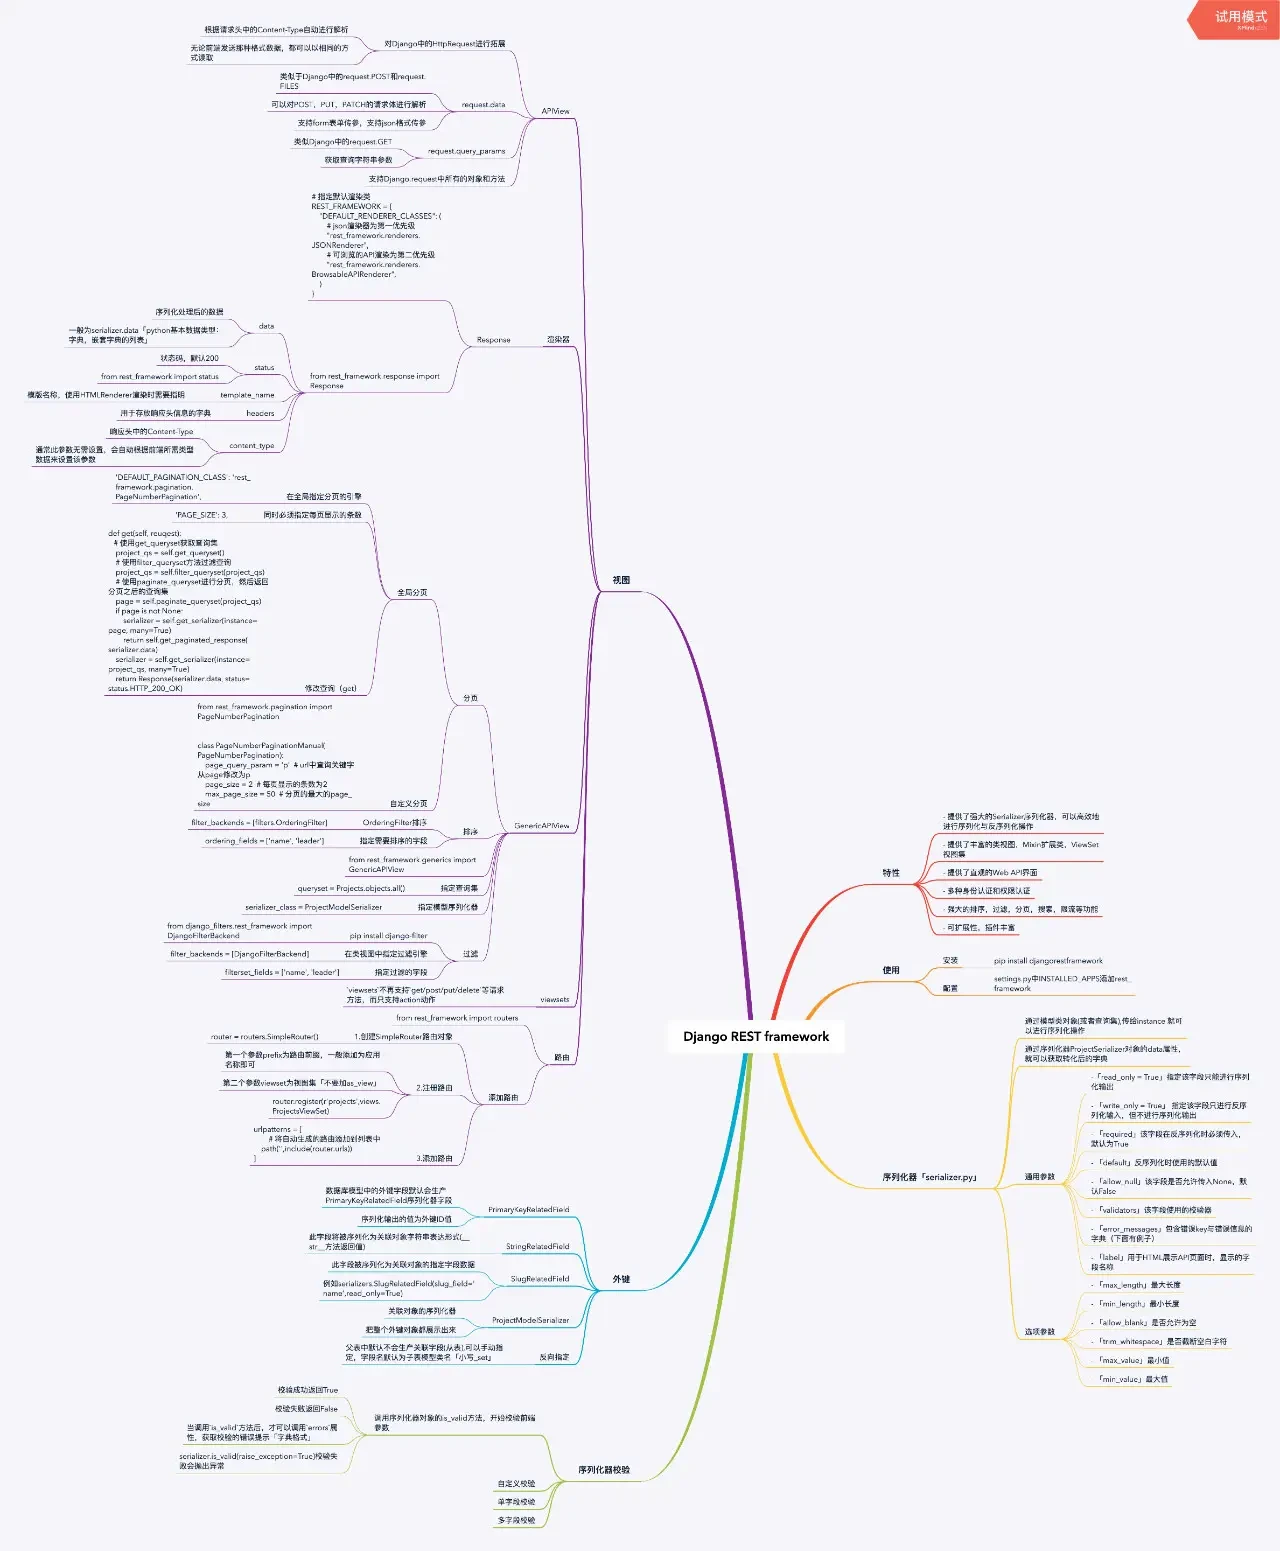 试用模式
XMind
根据请求头中的Content-Type自动进行解析
无论前端发送那种格式数据，都可以以相同的方
式读取
对Django中的HttpRequest进行拓展
类似于Django中的request.POST和request.
FILES
可以对POST，PUT，PATCH的请求体进行解析
支持form表单传参，支持json格式传参
request.data
APIView
类似Django中的request.GET
获取查询字符串参数
request.query_params
支持Django.request中所有的对象和方法
# 指定默认渲染类
REST_FRAMEWORK = {
"DEFAULT_RENDERER_CLASSES": (
# json渲染器为第一优先级
"rest_framework.renderers.
JSONRenderer",
# 可浏览的API渲染为第二优先级
"rest_framework.renderers.
BrowsableAPIRenderer",
)
}
序列化处理后的数据
一般为serializer.data「python基本数据类型：
字典，嵌套字典的列表」
data
状态码，默认200
from rest_framework import status
status
模版名称，使用HTMLRenderer渲染时需要指明
template_name
用于存放响应头信息的字典
headers
响应头中的Content-Type
通常此参数无需设置，会自动根据前端所需类型
数据来设置该参数
content_type
from rest_framework response import
Response
Response
渲染器
'DEFAULT_PAGINATION_CLASS': 'rest_
framework.pagination.
PageNumberPagination',
在全局指定分页的引擎
'PAGE_SIZE': 3,
同时必须指定每页显示的条数
def get(self, reuqest):
# 使用get_queryset获取查询集
project_qs = self.get_queryset()
# 使用filter_queryset方法过滤查询
project_qs = self.filter_queryset(project_qs)
# 使用paginate_queryset进行分页，然后返回
分页之后的查询集
page = self.paginate_queryset(project_qs)
if page is not None:
serializer = self.get_serializer(instance=
page, many=True)
return self.get_paginated_response(
serializer.data)
serializer = self.get_serializer(instance=
project_qs, many=True)
return Response(serializer.data, status=
status.HTTP_200_OK)
修改查询（get）
全局分页
from rest_framework.pagination import
PageNumberPagination
class PageNumberPaginationManual(
PageNumberPagination):
page_query_param = 'p' # url中查询关键字
从page修改为p
page_size = 2 # 每页显示的条数为2
max_page_size = 50 # 分页的最大的page_
size
自定义分页
分页
filter_backends = [filters.OrderingFilter]
OrderingFilter排序
ordering_fields = ['name', 'leader']
指定需要排序的字段
排序
from rest_framework generics import
GenericAPIView
queryset = Projects.objects.all()
指定查询集
serializer_class = ProjectModelSerializer
指定模型序列化器
from django_filters.rest_framework import
DjangoFilterBackend
pip install django-filter
filter_backends = [DjangoFilterBackend]
在类视图中指定过滤引擎
filterset_fields = ['name', 'leader']
指定过滤的字段
过滤
GenericAPIView
`viewsets`不再支持`get/post/put/delete`等请求
方法，而只支持action动作
viewsets
from rest_framework import routers
router = routers.SimpleRouter()
1.创建SimpleRouter路由对象
第一个参数prefix为路由前缀，一般添加为应用
名称即可
第二个参数viewset为视图集「不要加as_view」
router.register(r'projects',views.
ProjectsViewSet)
2.注册路由
urlpatterns = [
# 将自动生成的路由添加到列表中
path('',include(router.urls))
]
3.添加路由
添加路由
路由
视图
数据库模型中的外键字段默认会生产
PrimaryKeyRelatedField序列化器字段
序列化输出的值为外键ID值
PrimaryKeyRelatedField
此字段将被序列化为关联对象字符串表达形式(__
str__方法返回值)
StringRelatedField
此字段被序列化为关联对象的指定字段数据
例如serializers.SlugRelatedField(slug_field='
name',read_only=True)
SlugRelatedField
关联对象的序列化器
把整个外键对象都展示出来
ProjectModelSerializer
父表中默认不会生产关联字段(从表),可以手动指
定，字段名默认为子表模型类名「小写_set」
反向指定
外键
校验成功返回True
校验失败返回False
当调用`is_valid`方法后，才可以调用`errors`属
性，获取校验的错误提示「字典格式」
serializer.is_valid(raise_exception=True)校验失
败会抛出异常
调用序列化器对象的is_valid方法，开始校验前端
参数
自定义校验
单字段校验
多字段校验
序列化器校验
Django REST framework
特性
- 提供了强大的Serializer序列化器，可以高效地
进行序列化与反序列化操作
- 提供了丰富的类视图、Mixin扩展类、ViewSet
视图集
- 提供了直观的Web API界面
- 多种身份认证和权限认证
- 强大的排序，过滤，分页，搜索，限流等功能
- 可扩展性，插件丰富
使用
安装
pip install djangorestframework
配置
settings.py中INSTALLED_APPS添加rest_
framework
序列化器「serializer.py」
通过模型类对象(或者查询集),传给instance 就可
以进行序列化操作
通过序列化器ProjectSerializer对象的data属性，
就可以获取转化后的字典
通用参数
- 「read_only = True」指定该字段只能进行序列
化输出
- 「write_only = True」 指定该字段只进行反序
列化输入，但不进行序列化输出
- 「required」该字段在反序列化时必须传入，
默认为True
- 「default」反序列化时使用的默认值
- 「allow_null」该字段是否允许传入None，默
认False
- 「validators」该字段使用的校验器
- 「error_messages」包含错误key与错误信息的
字典（下面有例子）
- 「label」用于HTML展示API页面时，显示的字
段名称
选项参数
- 「max_length」最大长度
- 「min_length」最小长度
- 「allow_blank」是否允许为空
- 「trim_whitespace」是否截断空白字符
- 「max_value」最小值
- 「min_value」最大值